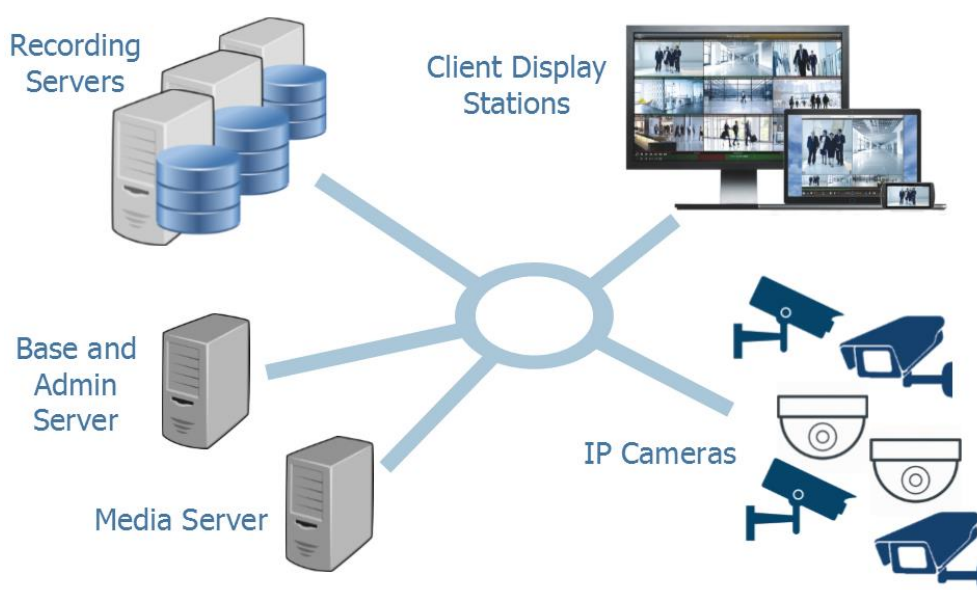 Recording
Servers
Client Display
Stations
Base and
Admin
Server
IP Cameras
Media Server